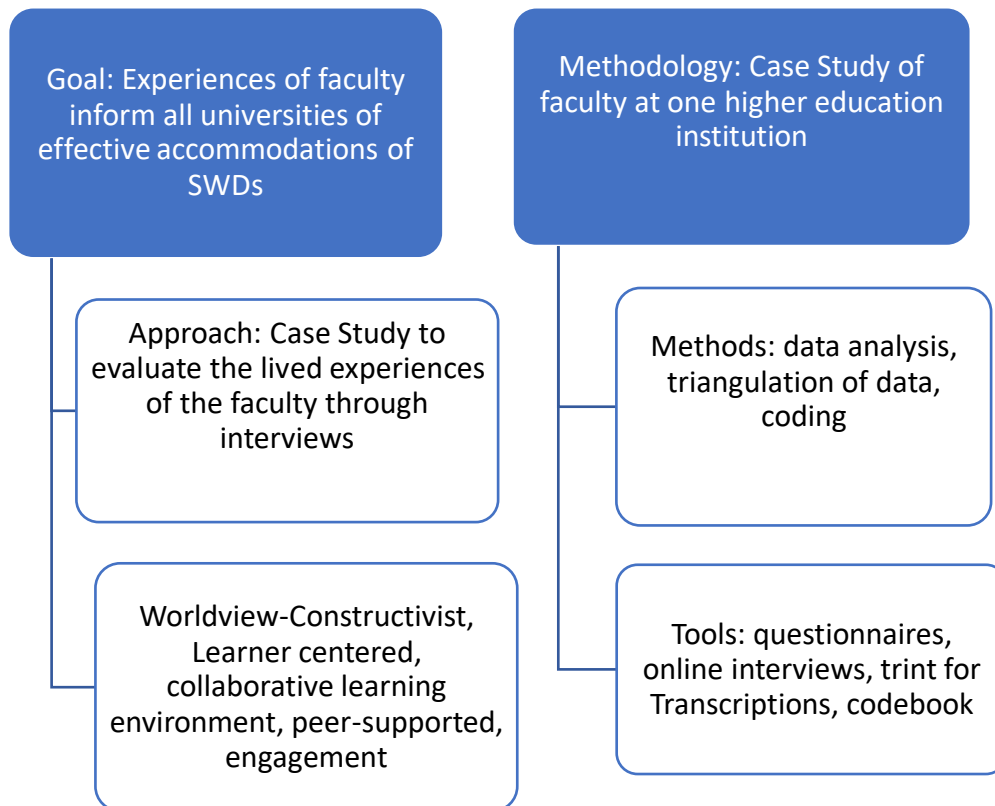 Goal: Experiences of faculty
inform all universities of
effective accommodations of
SWDs
Approach: Case Study to
evaluate the lived experiences
of the faculty through
interviews
Worldview-Constructivist,
Learner centered,
collaborative learning
environment, peer-supported,
engagement
Methodology: Case Study of
faculty at one higher education
institution
Methods: data analysis,
triangulation of data,
coding
Tools: questionnaires,
online interviews, trint for
Transcriptions, codebook